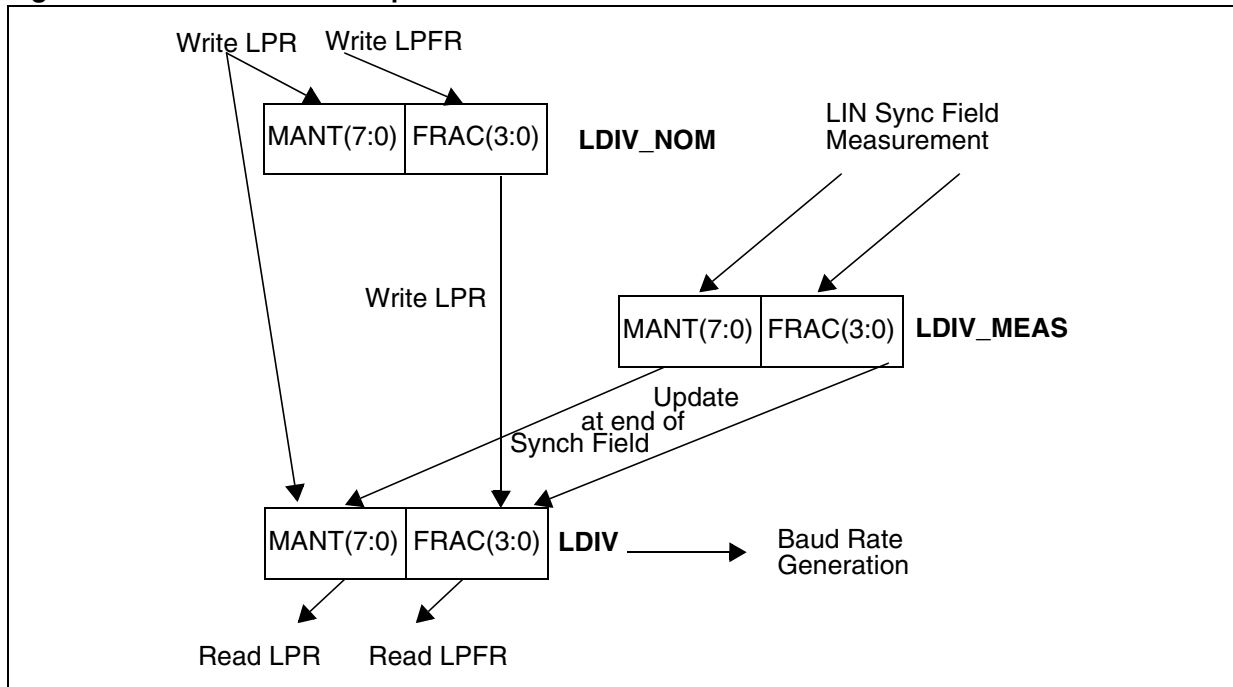 Write LPR Write LPFR
MANT(7:0) FRAC(3:0) LDIV_NOM
LIN Sync Field
Measurement
Write LPR
MANT(7:0) FRAC(3:0) LDIV_MEAS
Update
at end of
Synch Field
MANT(7:0) FRAC(3:0) LDIV
Baud Rate
Generation
Read LPR Read LPFR